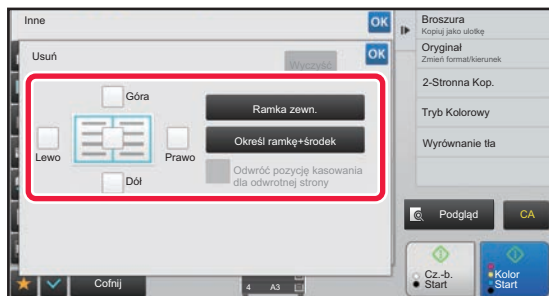 Inne
OK
Usuń
Wyczyść
OK
Góra
Lewo
Prawo
Dół
Ramka zewn.
Określ ramkę+środek
Odwróć pozycję kasowania
dla odwrotnej strony
Cofnij
4 A3
Broszura
Kopiuj jako ulotkę
Oryginał
Zmień format/kierunek
2-Stronna Kop.
Tryb Kolorowy
Wyrównanie tła
Podgląd
CA
Cz.-b.
Start
Kolor
Start